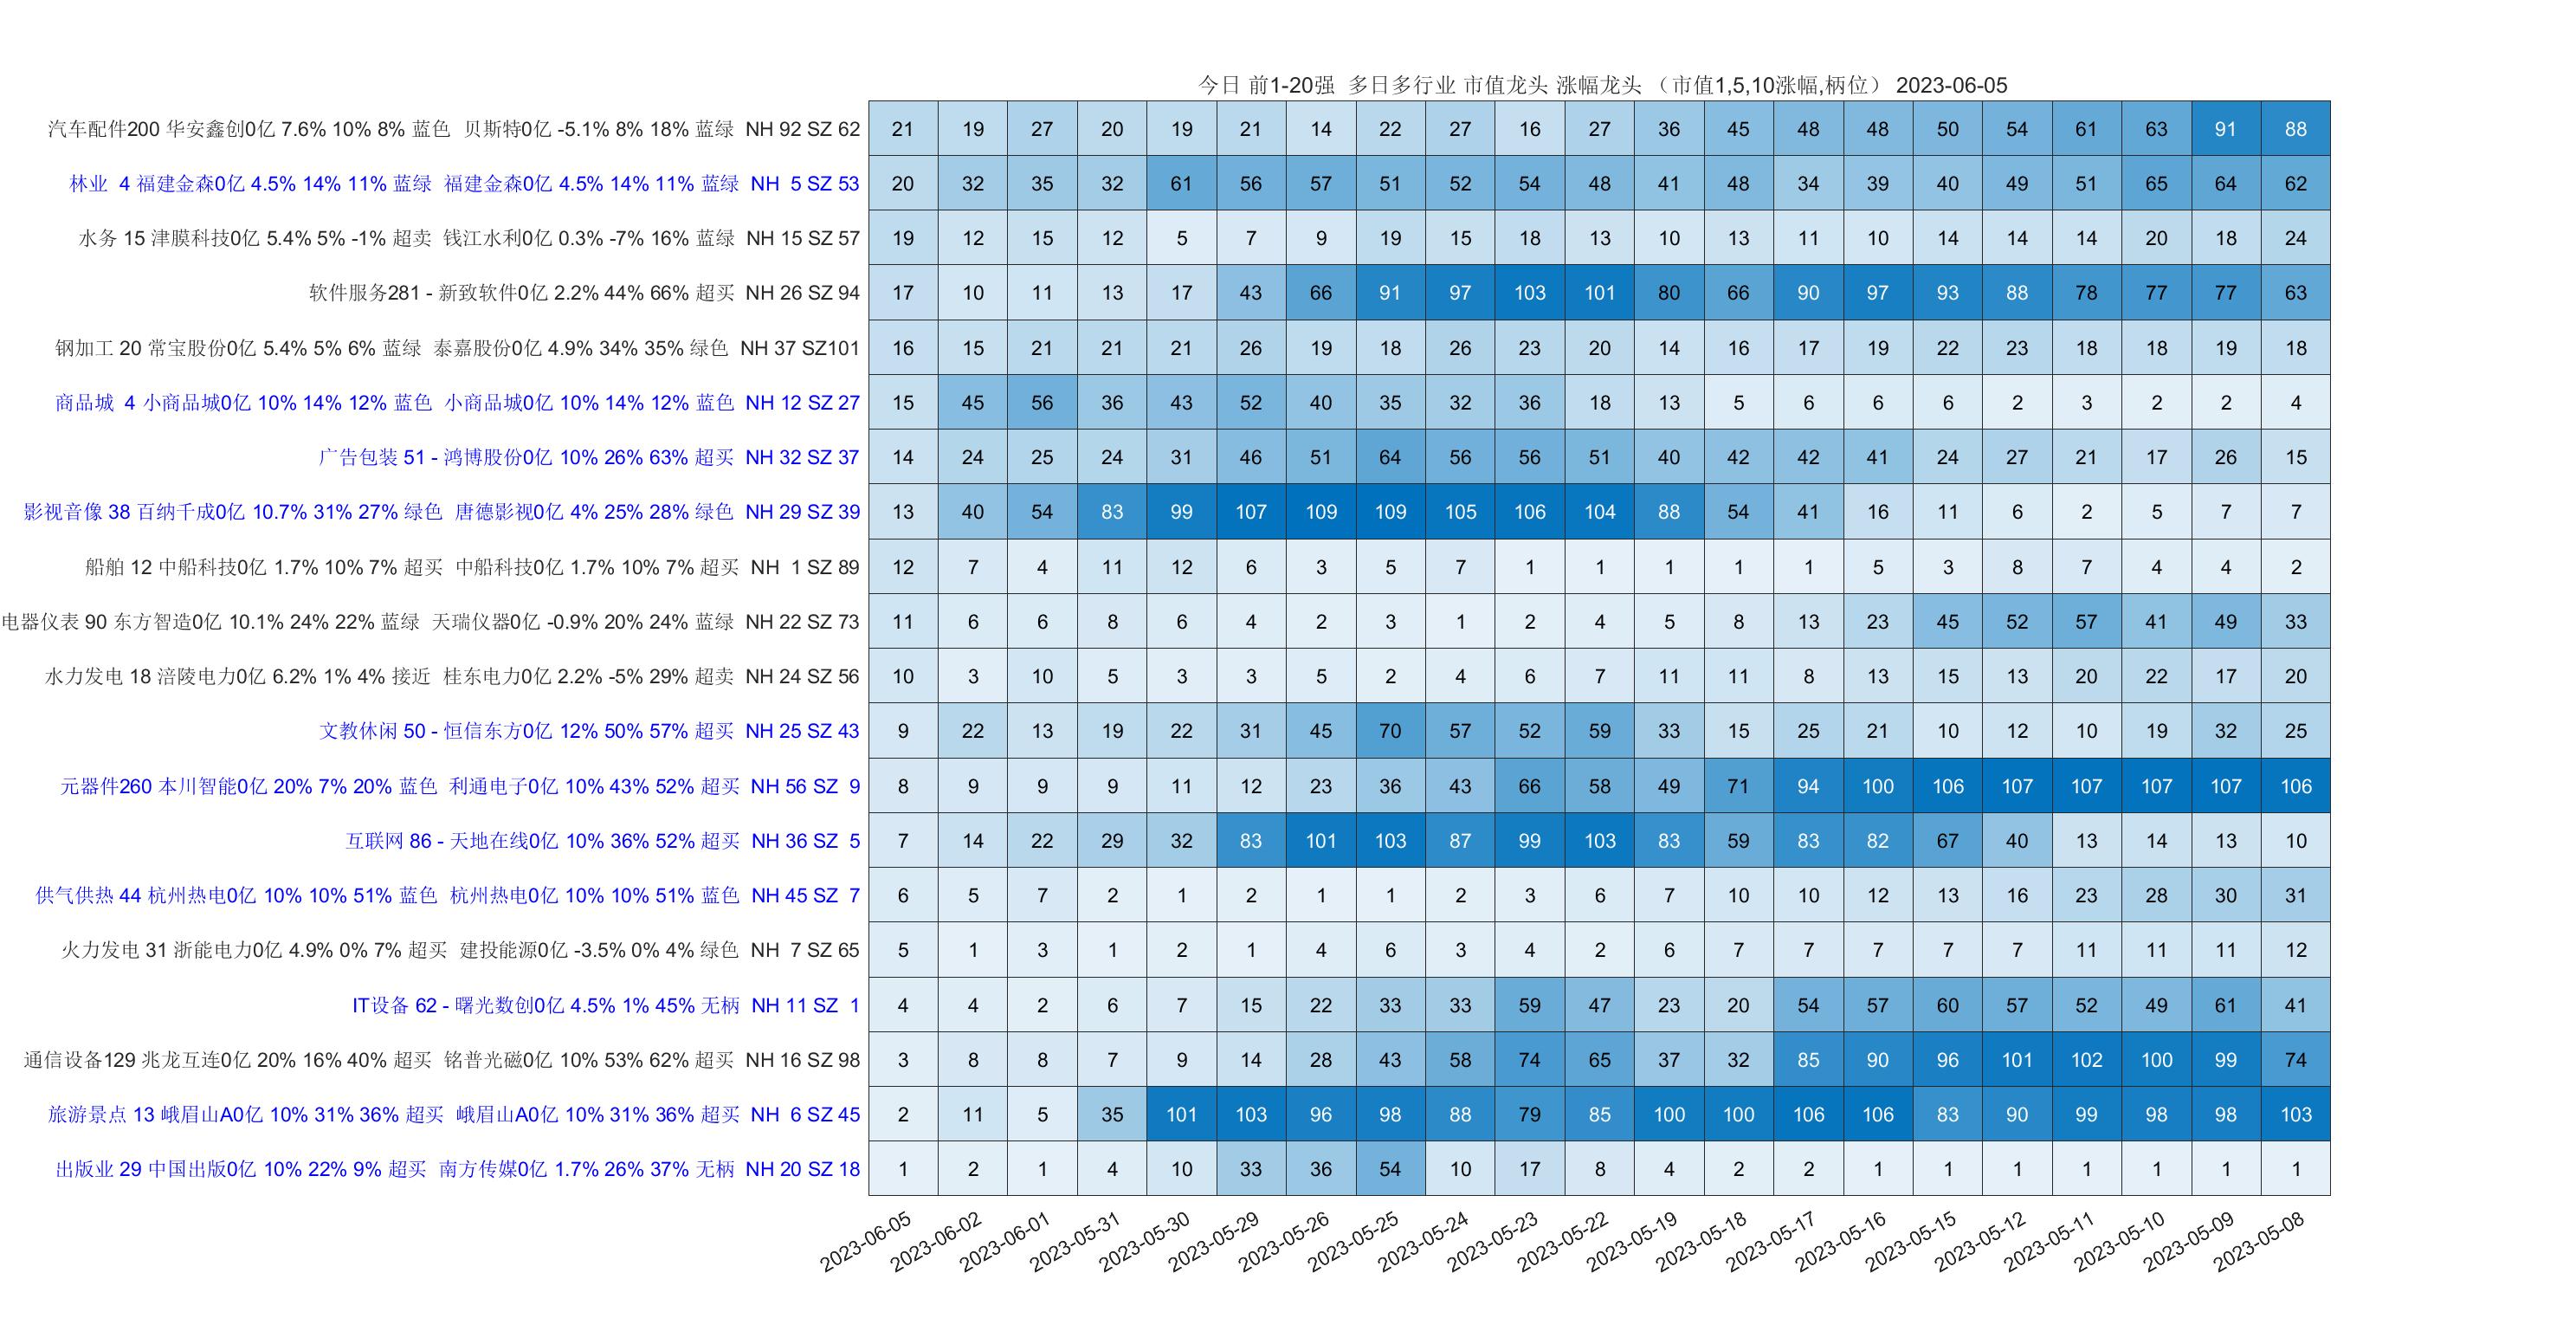 今日 前1-20强 多日多行业 市值龙头 涨幅龙头 （市值1,5,10涨幅,柄位） 2023-06-05
汽车配件200 华安鑫创0亿 7.6% 10% 8% 蓝色 贝斯特0亿 -5.1% 8% 18% 蓝绿 NH 92 SZ 62 21 19 27 20 19 21 14 22 27 16 27 36 45 48 48 50 54 61 63 91 88
林业 4 福建金森0亿 4.5% 14% 11% 蓝绿 福建金森0亿 4.5% 14% 11% 蓝绿 NH 5 SZ 53 20 32 35 32 61 56 57 51 52 54 48 41 48 34 39 40 49 51 65 64 62
水务 15 津膜科技0亿 5.4% 5% -1% 超卖 钱江水利0亿 0.3% -7% 16% 蓝绿 NH 15 SZ 57 19 12 15 12 5 7 9 19 15 18 13 10 13 11 10 14 14 14 20 18 24
软件服务281 - 新致软件0亿 2.2% 44% 66% 超买 NH 26 SZ 94 17 10 11 13 17 43 66 91 97 103 101 80 66 90 97 93 88 78 77 77 63
钢加工 20 常宝股份0亿 5.4% 5% 6% 蓝绿 泰嘉股份0亿 4.9% 34% 35% 绿色 NH 37 SZ101 16 15 21 21 21 26 19 18 26 23 20 14 16 17 19 22 23 18 18 19 18
商品城 4 小商品城0亿 10% 14% 12% 蓝色 小商品城0亿 10% 14% 12% 蓝色 NH 12 SZ 27 15 45 56 36 43 52 40 35 32 36 18 13 5 6 6 6 2 3 2 2 4
广告包装 51 - 鸿博股份0亿 10% 26% 63% 超买 NH 32 SZ 37 14 24 25 24 31 46 51 64 56 56 51 40 42 42 41 24 27 21 17 26 15
影视音像 38 百纳千成0亿 10.7% 31% 27% 绿色 唐德影视0亿 4% 25% 28% 绿色 NH 29 SZ 39 13 40 54 83 99 107 109 109 105 106 104 88 54 41 16 11 6 2 5 7 7
船舶 12 中船科技0亿 1.7% 10% 7% 超买 中船科技0亿 1.7% 10% 7% 超买 NH 1 SZ 89 12 7 4 11 12 6 3 5 7 1 1 1 1 1 5 3 8 7 4 4 2
电器仪表 90 东方智造0亿 10.1% 24% 22% 蓝绿 天瑞仪器0亿 -0.9% 20% 24% 蓝绿 NH 22 SZ 73 11 6 6 8 6 4 2 3 1 2 4 5 8 13 23 45 52 57 41 49 33
水力发电 18 涪陵电力0亿 6.2% 1% 4% 接近 桂东电力0亿 2.2% -5% 29% 超卖 NH 24 SZ 56 10 3 10 5 3 3 5 2 4 6 7 11 11 8 13 15 13 20 22 17 20
文教休闲 50 - 恒信东方0亿 12% 50% 57% 超买 NH 25 SZ 43 9 22 13 19 22 31 45 70 57 52 59 33 15 25 21 10 12 10 19 32 25
元器件260 本川智能0亿 20% 7% 20% 蓝色 利通电子0亿 10% 43% 52% 超买 NH 56 SZ 9 8 9 9 9 11 12 23 36 43 66 58 49 71 94 100 106 107 107 107 107 106
互联网 86 - 天地在线0亿 10% 36% 52% 超买 NH 36 SZ 5 7 14 22 29 32 83 101 103 87 99 103 83 59 83 82 67 40 13 14 13 10
供气供热 44 杭州热电0亿 10% 10% 51% 蓝色 杭州热电0亿 10% 10% 51% 蓝色 NH 45 SZ 7 6 5 7 2 1 2 1 1 2 3 6 7 10 10 12 13 16 23 28 30 31
火力发电 31 浙能电力0亿 4.9% 0% 7% 超买 建投能源0亿 -3.5% 0% 4% 绿色 NH 7 SZ 65 5 1 3 1 2 1 4 6 3 4 2 6 7 7 7 7 7 11 11 11 12
IT设备 62 - 曙光数创0亿 4.5% 1% 45% 无柄 NH 11 SZ 1 4 4 2 6 7 15 22 33 33 59 47 23 20 54 57 60 57 52 49 61 41
通信设备129 兆龙互连0亿 20% 16% 40% 超买 铭普光磁0亿 10% 53% 62% 超买 NH 16 SZ 98 3 8 8 7 9 14 28 43 58 74 65 37 32 85 90 96 101 102 100 99 74
旅游景点 13 峨眉山A0亿 10% 31% 36% 超买 峨眉山A0亿 10% 31% 36% 超买 NH 6 SZ 45 2 11 5 35 101 103 96 98 88 79 85 100 100 106 106 83 90 99 98 98 103
出版业 29 中国出版0亿 10% 22% 9% 超买 南方传媒0亿 1.7% 26% 37% 无柄 NH 20 SZ 18 1 2 1 4 10 33 36 54 10 17 8 4 2 2 1 1 1 1 1 1 1
2023-06-05 2023-06-02 2023-06-01 2023-05-31 2023-05-30 2023-05-29 2023-05-26 2023-05-25 2023-05-24 2023-05-23 2023-05-22 2023-05-19 2023-05-18 2023-05-17 2023-05-16 2023-05-15 2023-05-12 2023-05-11 2023-05-10 2023-05-09 2023-05-08